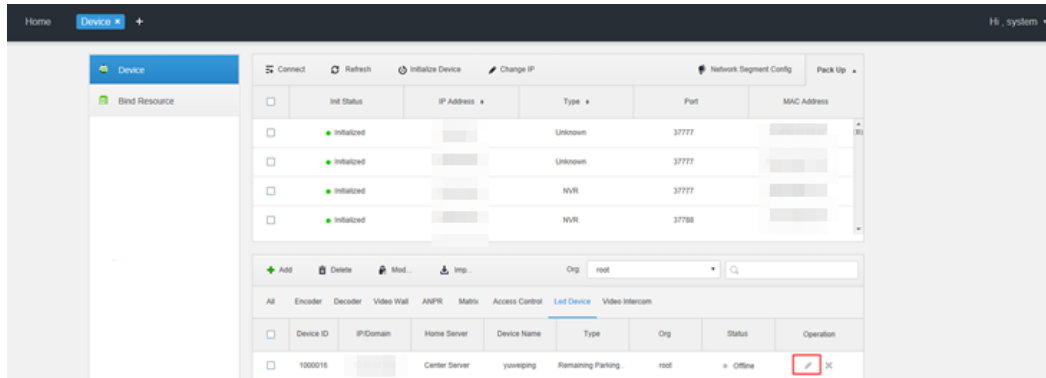 Home Device × + Hi , system
Device
Bind Resource
Connect Refresh Initialize Device Change IP Network Segment Config Pack Up
Init Status IP Address Type Port MAC Address
Initialized Unknown 37777
Initialized Unknown 37777
Initialized NVR 37777
Initialized NVR 37788
Add Delete Mod... Imp... Org: root
All Encoder Decoder Video Wall ANPR Matrix Access Control Led Device Video Intercom
Device ID IP/Domain Home Server Device Name Type Org Status Operation
1000016 Center Server yuweiping Remaining Parking... root Offline